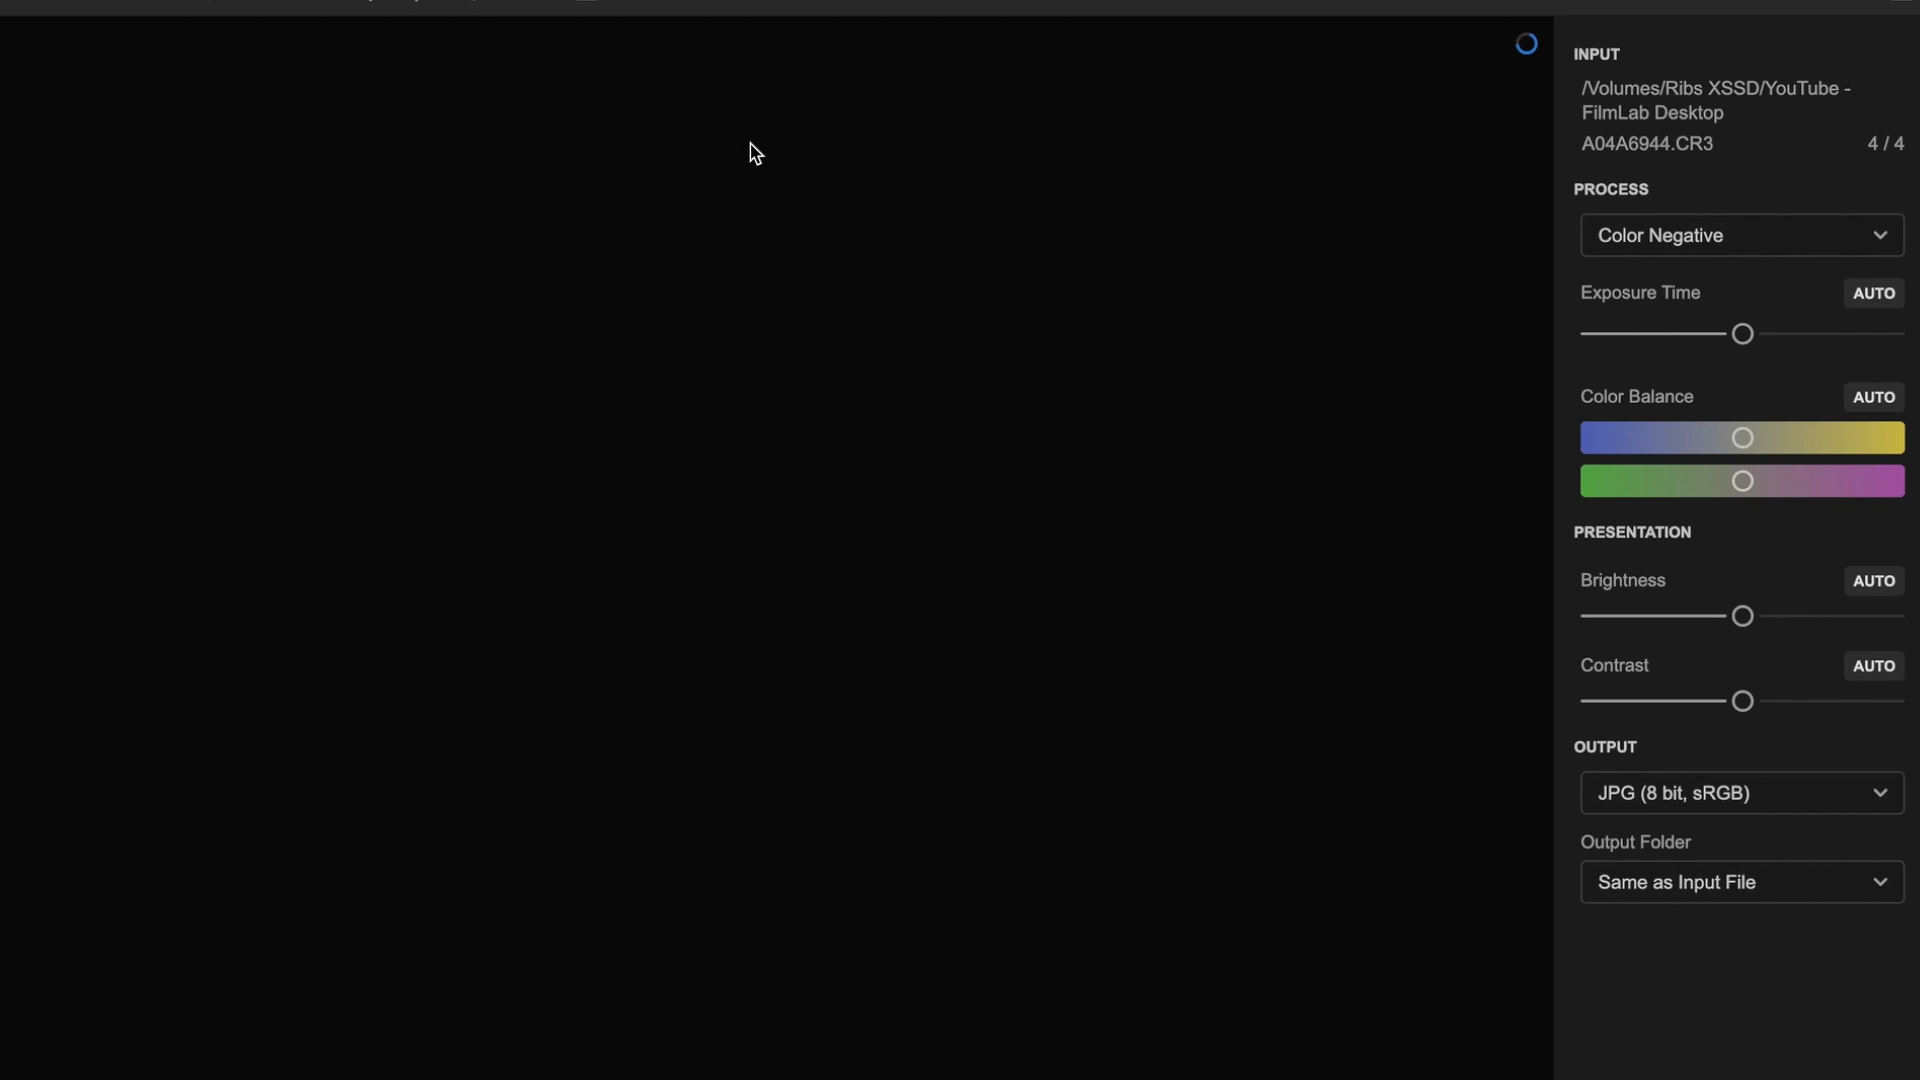 INPUT
/Volumes/Ribs XSSD/YouTube -
FilmLab Desktop
A04A6944.CR3 4 / 4
PROCESS
Color Negative
Exposure Time AUTO
Color Balance AUTO
PRESENTATION
Brightness AUTO
Contrast AUTO
OUTPUT
JPG (8 bit, sRGB)
Output Folder
Same as Input File